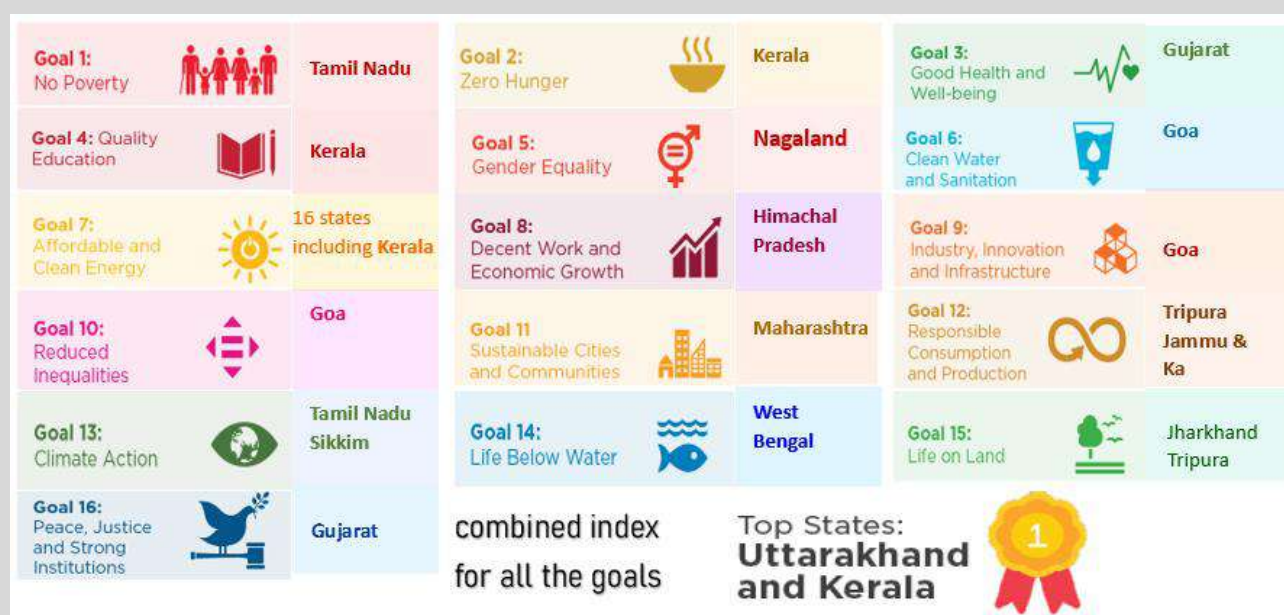 Goal 1:
No Poverty
Tamil Nadu
Goal 2:
Zero Hunger
Kerala
Goal 3:
Good Health and
Well-being
Gujarat
Goal 4: Quality
Education
Kerala
Goal 5:
Gender Equality
Nagaland
Goal 6:
Clean Water
and Sanitation
Goa
Goal 7:
Affordable and
Clean Energy
16 states
including Kerala
Goal 8:
Decent Work and
Economic Growth
Himachal
Pradesh
Goal 9:
Industry, Innovation
and Infrastructure
Goa
Goal 10:
Reduced
Inequalities
Goa
Goal 11
Sustainable Cities
and Communities
Maharashtra
Goal 12:
Responsible
Consumption
and Production
Tripura
Jammu &
Ka
Goal 13:
Climate Action
Tamil Nadu
Sikkim
Goal 14:
Life Below Water
West
Bengal
Goal 15:
Life on Land
Jharkhand
Tripura
Goal 16:
Peace, Justice
and Strong
Institutions
Gujarat
combined index
for all the goals
Top States:
Uttarakhand
and Kerala
1